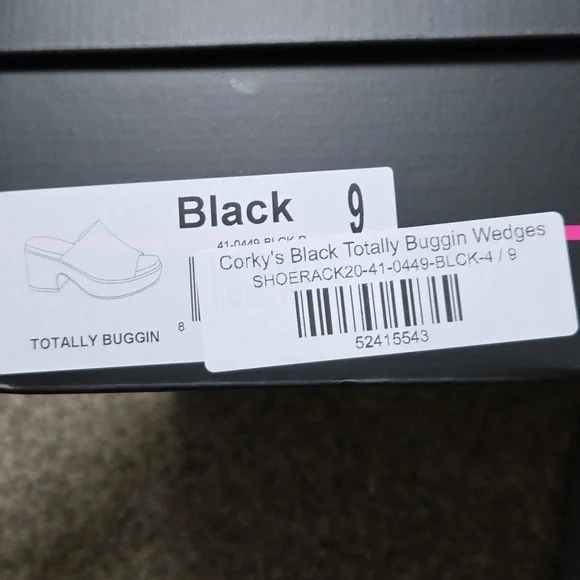 Black 9
TOTALLY BUGGIN
8
Corky's Black Totally Buggin Wedges
SHOERACK20-41-0449-BLCK-4 / 9
52415543